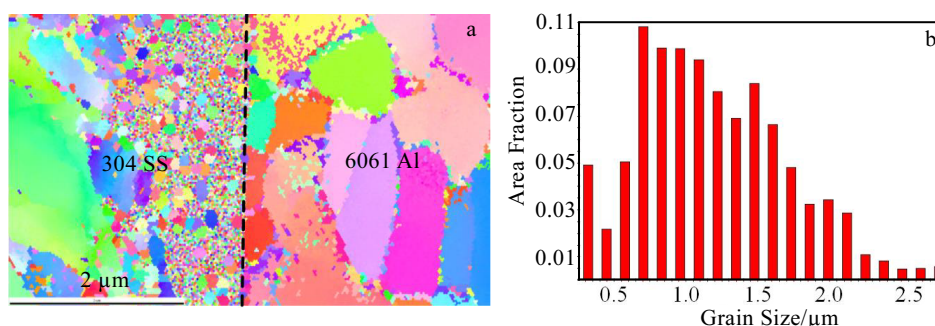 a
304 SS
6061 Al
2 μm
b
Area Fraction
0.11
0.09
0.07
0.05
0.03
0.01
0.5 1.0 1.5 2.0 2.5
Grain Size/μm